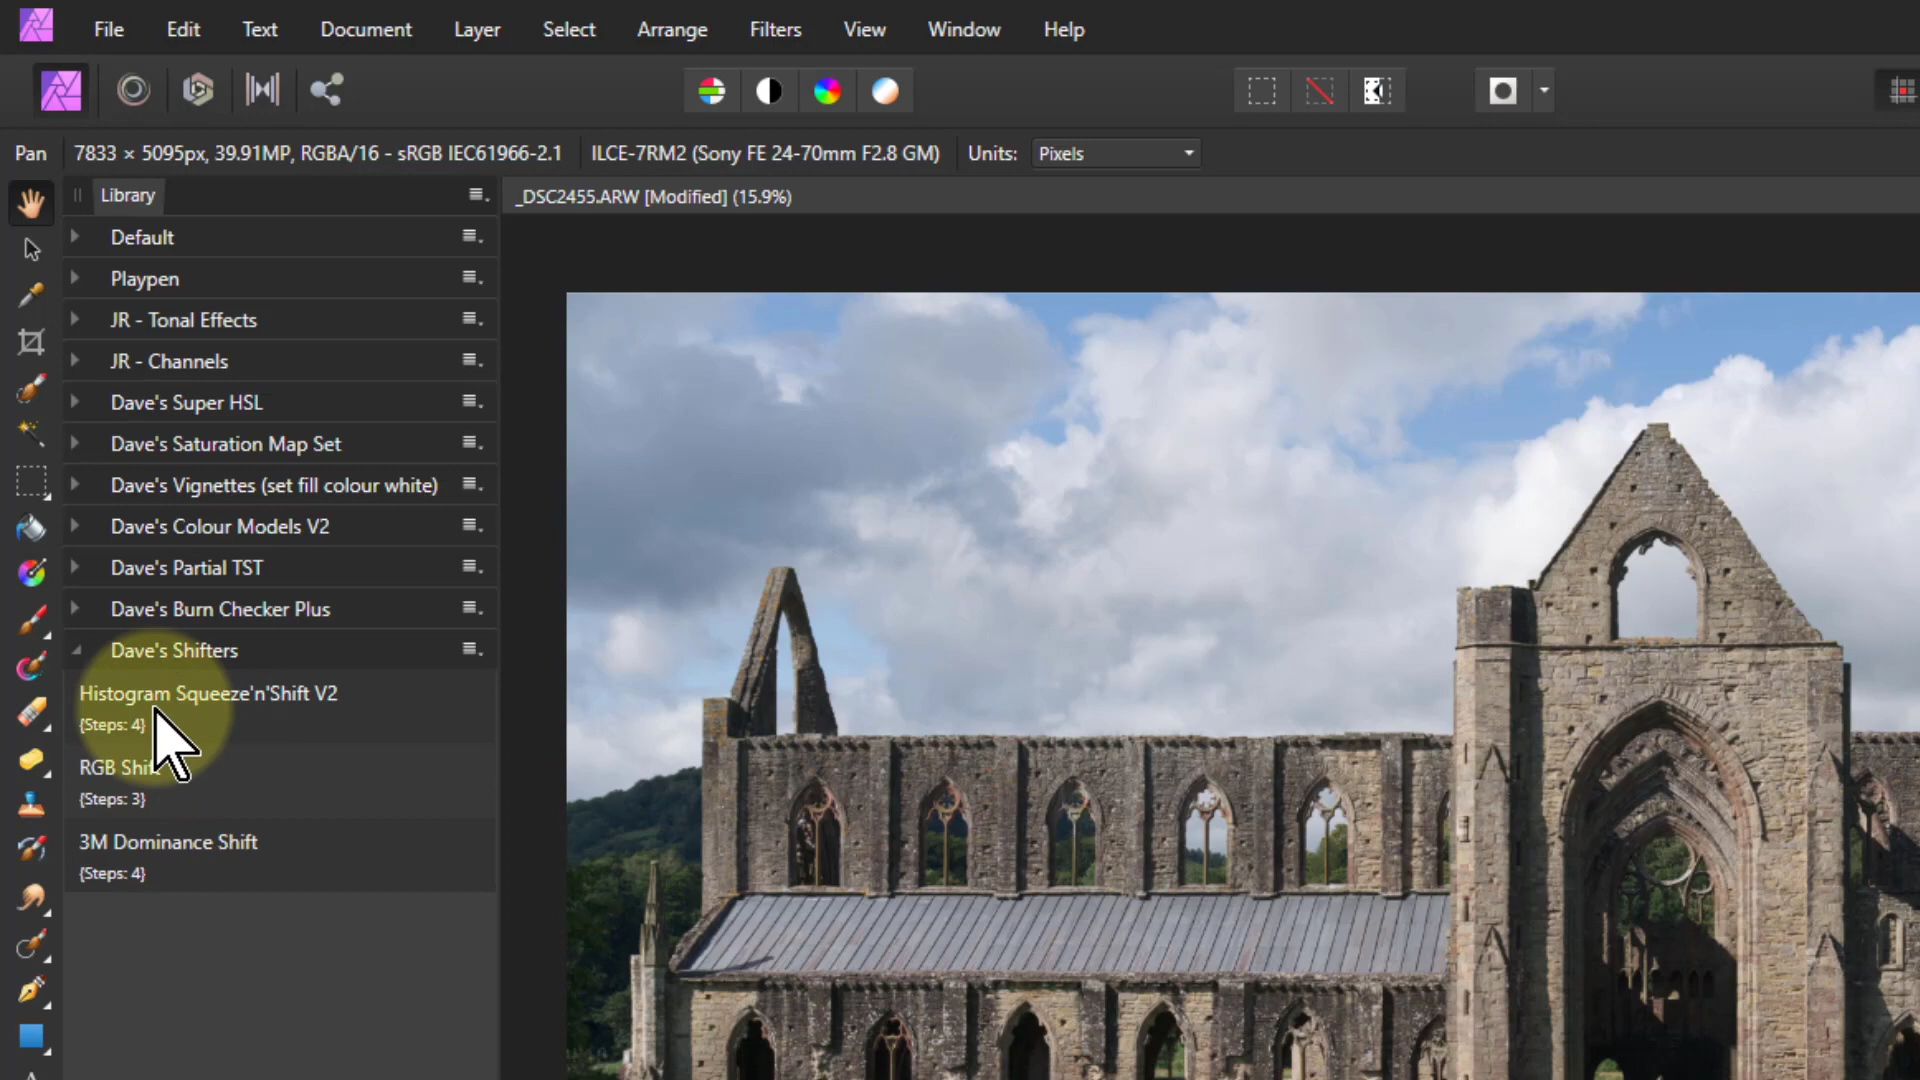 File Edit Text Document Layer Select Arrange Filters View Window Help
Pan 7833 × 5095px, 39.91MP, RGBA/16 - sRGB IEC61966-2.1 ILCE-7RM2 (Sony FE 24-70mm F2.8 GM) Units: Pixels
Library
_DSC2455.ARW [Modified] (15.9%)
Default
Playpen
JR - Tonal Effects
JR - Channels
Dave's Super HSL
Dave's Saturation Map Set
Dave's Vignettes (set fill colour white)
Dave's Colour Models V2
Dave's Partial TST
Dave's Burn Checker Plus
Dave's Shifters
Histogram Squeeze'n'Shift V2
{Steps: 4}
RGB Shift
{Steps: 3}
3M Dominance Shift
{Steps: 4}